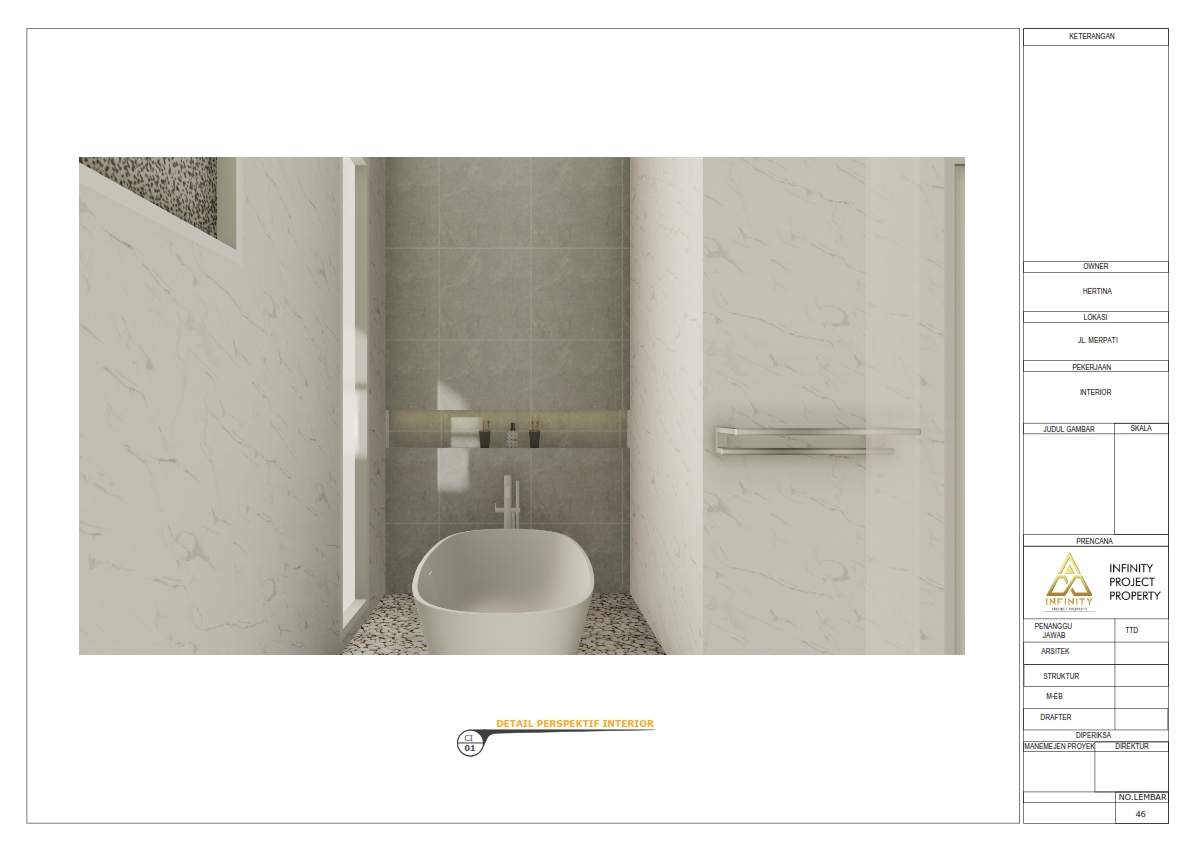 KETERANGAN
OWNER
HERTINA
LOKASI
JL. MERPATI
PEKERJAAN
INTERIOR
JUDUL GAMBAR
SKALA
PRENCANA
INFINITY
PROJECT PROPERTY
INFINITY
PROJECT
PROPERTY
PENANGGU
JAWAB
TTD
ARSITEK
STRUKTUR
M-EB
DRAFTER
DIPERIKSA
MANEMEJEN PROYEK
DIREKTUR
NO.LEMBAR
46
DETAIL PERSPEKTIF INTERIOR
CI
01